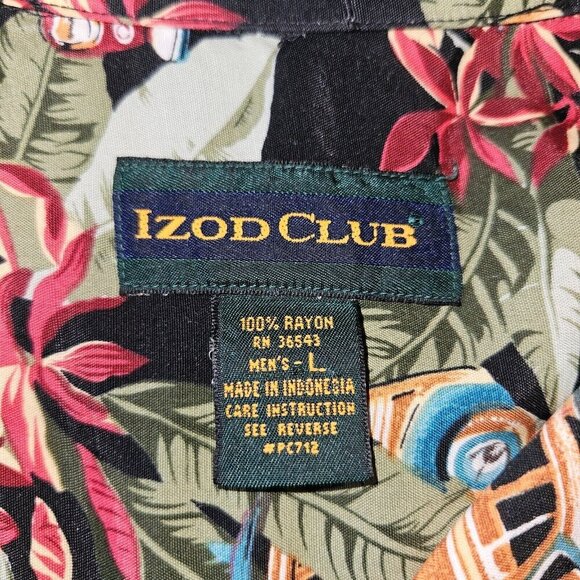 IZOD CLUB
100% RAYON
RN 36543
MEN'S - L
MADE IN INDONESIA
CARE INSTRUCTION
SEE REVERSE
#PC712